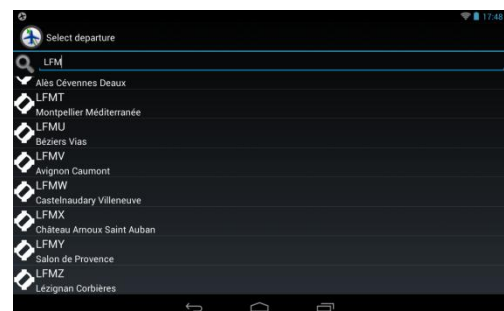 17:48
Select departure
LFM
Alès Cévennes Deaux
LFMT
Montpellier Méditerranée
LFMU
Béziers Vias
LFMV
Avignon Caumont
LFMW
Castelnaudary Villeneuve
LFMX
Château Arnoux Saint Auban
LFMY
Salon de Provence
LFMZ
Lézignan Corbières